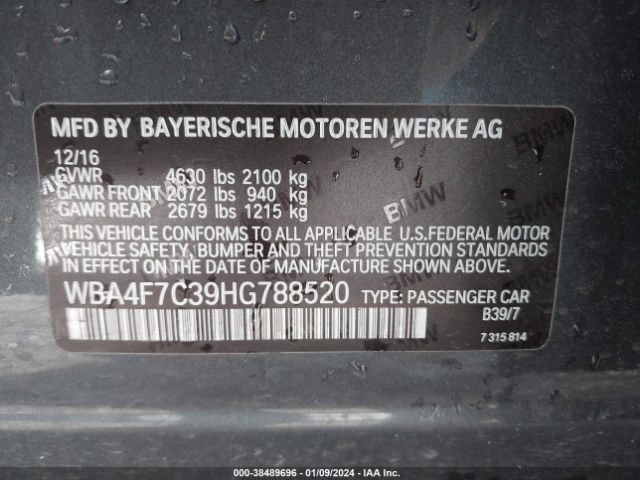 MFD BY BAYERISCHE MOTOREN WERKE AG
12/16
GVWR 4630 lbs 2100 kg
GAWR FRONT 2072 lbs 940 kg
GAWR REAR 2679 lbs 1215 kg
THIS VEHICLE CONFORMS TO ALL APPLICABLE U.S.FEDERAL MOTOR
VEHICLE SAFETY, BUMPER AND THEFT PREVENTION STANDARDS
IN EFFECT ON THE DATE OF MANUFACTURE SHOWN ABOVE.
WBA4F7C39HG788520 TYPE: PASSENGER CAR
B39/7
7 315 814
BMW
BMW
000-38489696 - 01/09/2024 - IAA Inc.